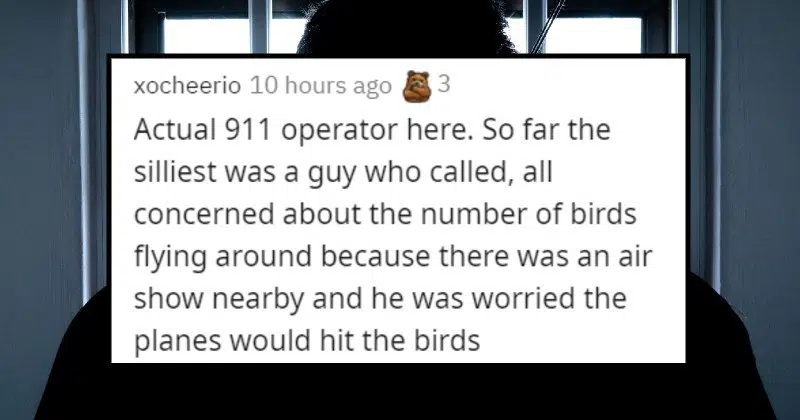 xocheerio 10 hours ago 3
Actual 911 operator here. So far the
silliest was a guy who called, all
concerned about the number of birds
flying around because there was an air
show nearby and he was worried the
planes would hit the birds